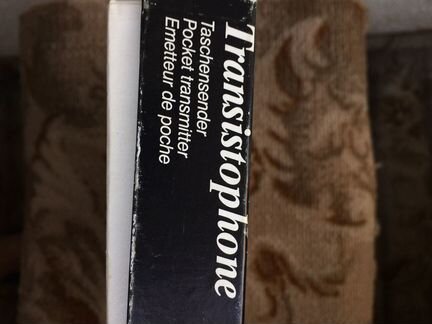 Transistophone
Taschensender
Pocket transmitter
Emetteur de poche